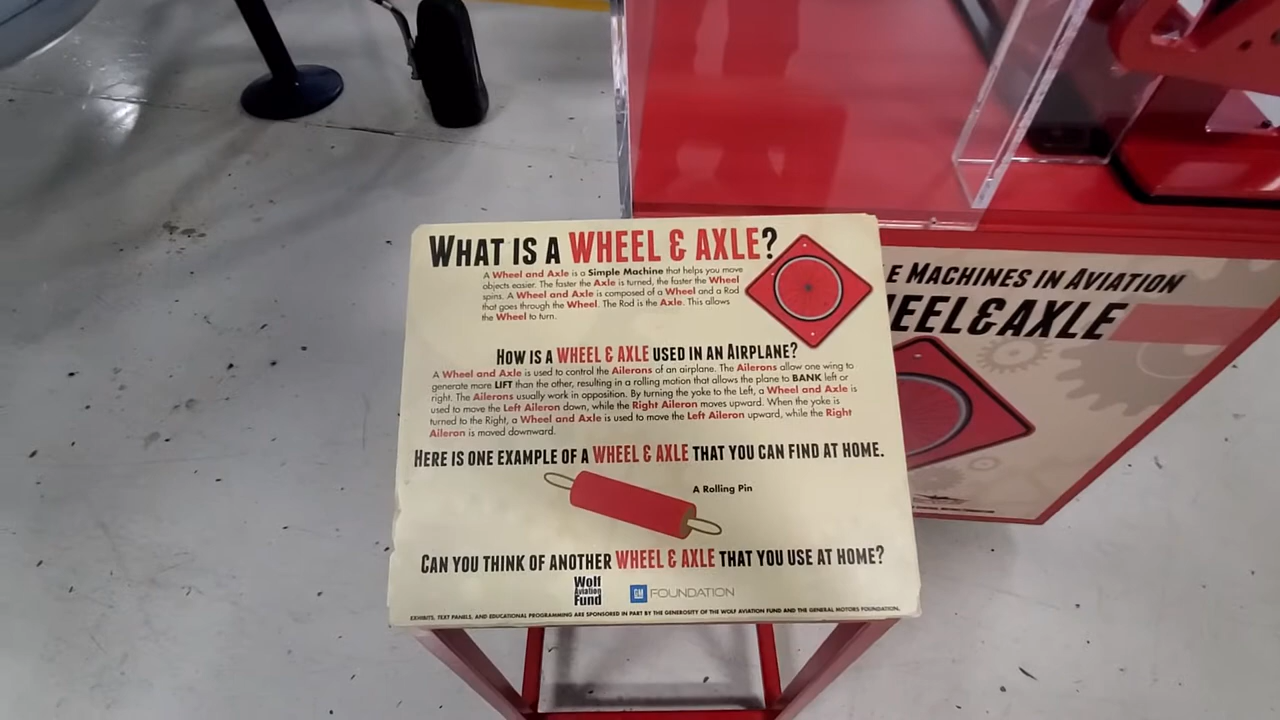 WHAT IS A WHEEL & AXLE?
A Wheel and Axle is a Simple Machine that helps you move
objects easier. The faster the Axle is turned, the faster the Wheel
spins. A Wheel and Axle is composed of a Wheel and a Rod
that goes through the Wheel. The Rod is the Axle. This allows
the Wheel to turn.
HOW IS A WHEEL & AXLE USED IN AN AIRPLANE?
A Wheel and Axle is used to control the Ailerons of an airplane. The Ailerons allow one wing to
generate more LIFT than the other, resulting in a rolling motion that allows the plane to BANK left or
right. The Ailerons usually work in opposition. By turning the yoke to the Left, a Wheel and Axle is
used to move the Left Aileron down, while the Right Aileron moves upward. When the yoke is
turned to the Right, a Wheel and Axle is used to move the Left Aileron upward, while the Right
Aileron is moved downward.
HERE IS ONE EXAMPLE OF A WHEEL & AXLE THAT YOU CAN FIND AT HOME.
A Rolling Pin
CAN YOU THINK OF ANOTHER WHEEL & AXLE THAT YOU USE AT HOME?
Wolf
Aviation
Fund
GM FOUNDATION
EXHIBITS, TEXT PANELS, AND EDUCATIONAL PROGRAMMING ARE SPONSORED IN PART BY THE GENEROSITY OF THE WOLF AVIATION FUND AND THE GENERAL MOTORS FOUNDATION.
E MACHINES IN AVIATION
EEL&AXLE